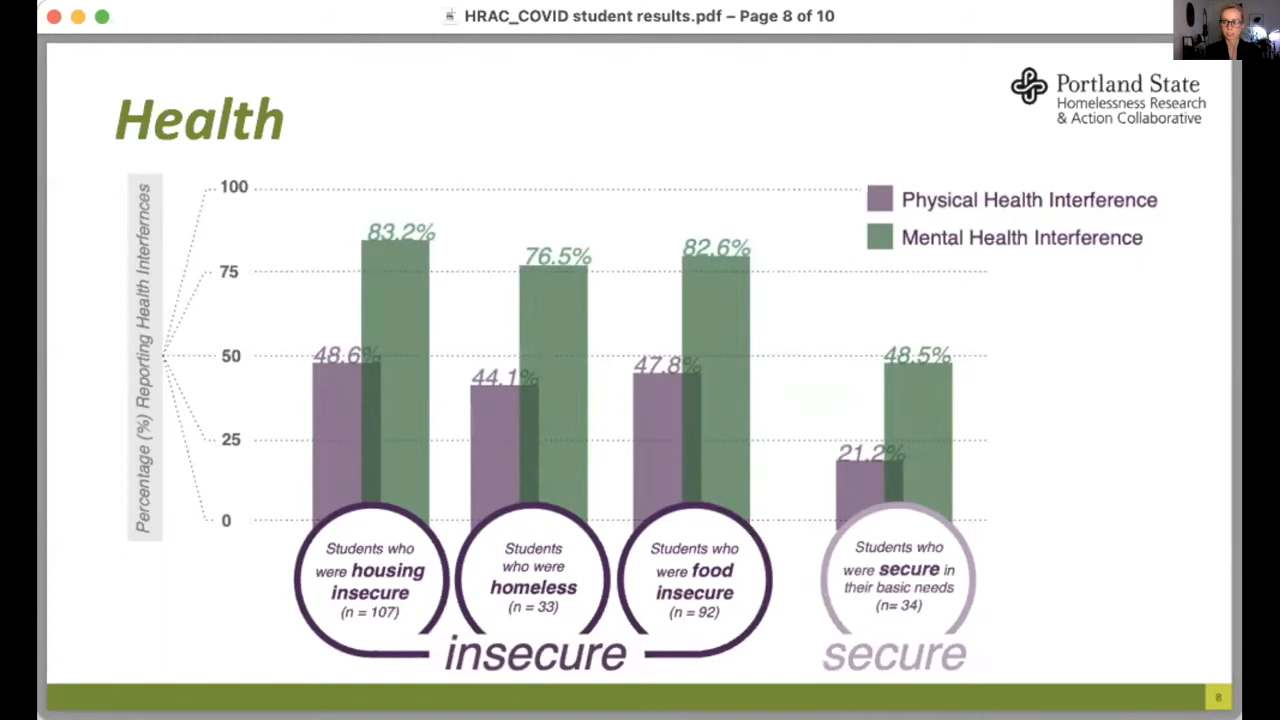 HRAC_COVID student results.pdf – Page 8 of 10
Portland State
Homelessness Research
& Action Collaborative
Health
Percentage (%) Reporting Health Interfernces
100
75
50
25
0
Physical Health Interference
Mental Health Interference
48.6%
83.2%
44.1%
76.5%
47.8%
82.6%
21.2%
48.5%
Students who
were housing
insecure
(n = 107)
Students
who were
homeless
(n = 33)
Students who
were food
insecure
(n = 92)
Students who
were secure in
their basic needs
(n= 34)
insecure
secure
8